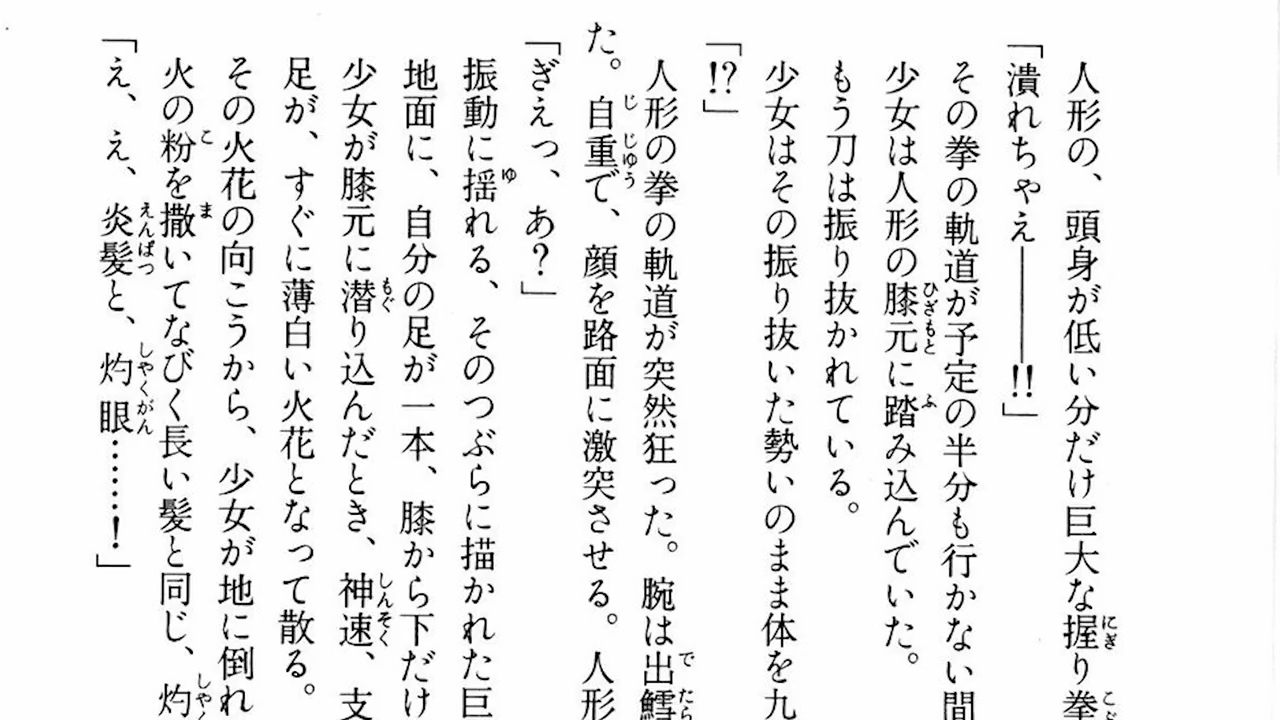 人形の、頭身が低い分だけ巨大な握り拳
「潰れちゃえ———!!」
その拳の軌道が予定の半分も行かない間
少女は人形の膝元に踏み込んでいた。
もう刀は振り抜かれている。
少女はその振り抜いた勢いのまま体を九
「!?」
人形の拳の軌道が突然狂った。腕は出鱈
た。自重で、顔を路面に激突させる。人形
「ぎえっ、あ?」
振動に揺れる、そのつぶらに描かれた巨
地面に、自分の足が一本、膝から下だけ
少女が膝元に潜り込んだとき、神速、支
足が、すぐに薄白い火花となって散る。
その火花の向こうから、少女が地に倒れ
火の粉を撒いてなびく長い髪と同じ、灼
「え、え、炎髪と、灼眼……!」